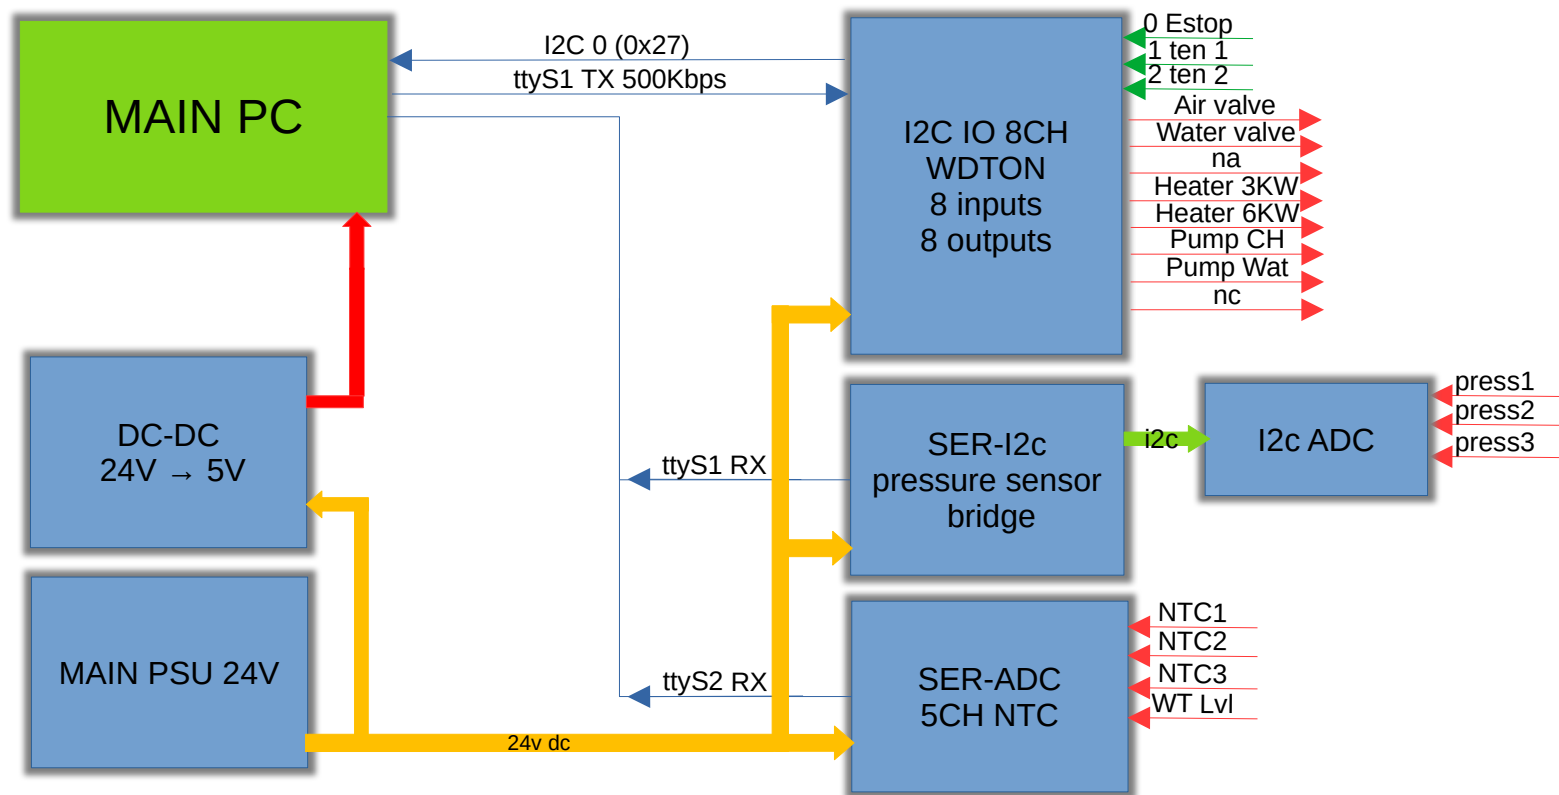 MAIN PC
I2C 0 (0x27)
ttyS1 TX 500Kbps
I2C IO 8CH
WDTON
8 inputs
8 outputs
0 Estop
1 ten 1
2 ten 2
Air valve
Water valve
na
Heater 3KW
Heater 6KW
Pump CH
Pump Wat
nc
DC-DC
24V → 5V
ttyS1 RX
SER-I2c
pressure sensor
bridge
i2c
I2c ADC
press1
press2
press3
MAIN PSU 24V
ttyS2 RX
24v dc
SER-ADC
5CH NTC
NTC1
NTC2
NTC3
WT Lvl